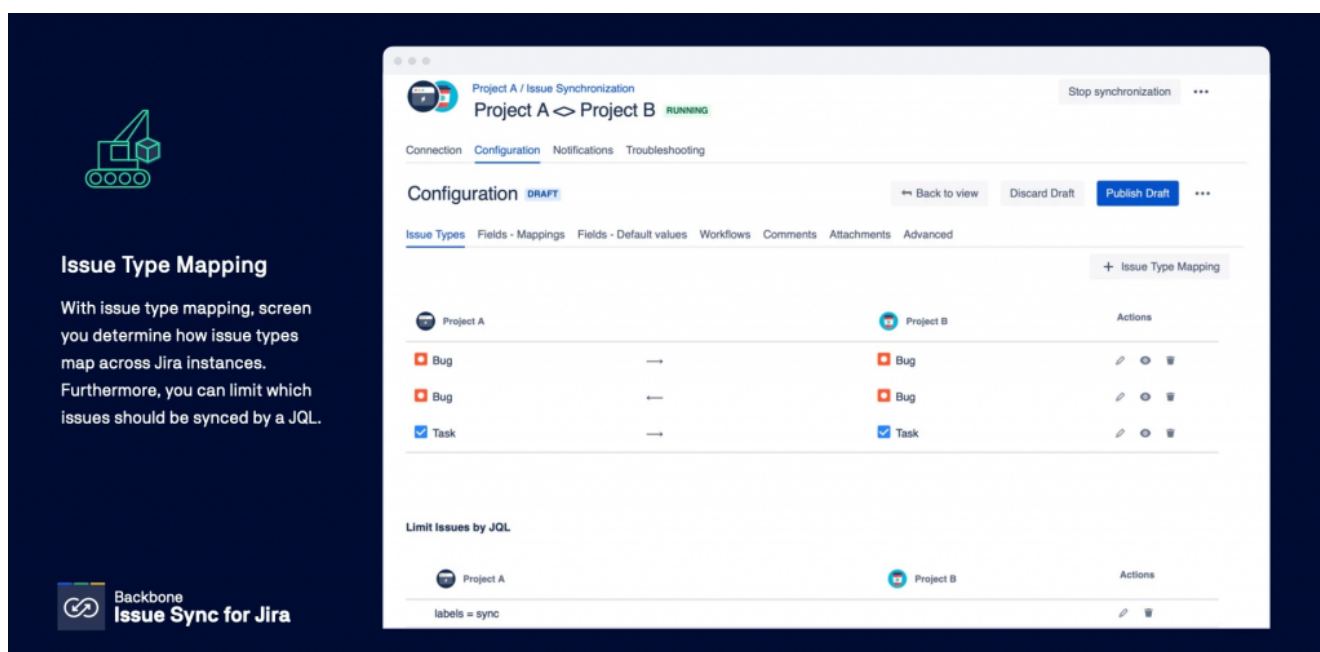 Issue Type Mapping
With issue type mapping, screen
you determine how issue types
map across Jira instances.
Furthermore, you can limit which
issues should be synced by a JQL.
Backbone
Issue Sync for Jira
Project A / Issue Synchronization
Project A <> Project B RUNNING
Stop synchronization
Connection Configuration Notifications Troubleshooting
Configuration DRAFT
Back to view Discard Draft Publish Draft
Issue Types Fields - Mappings Fields - Default values Workflows Comments Attachments Advanced
+ Issue Type Mapping
Project A Project B Actions
Bug → Bug
Bug ← Bug
Task → Task
Limit Issues by JQL
Project A Project B Actions
labels = sync